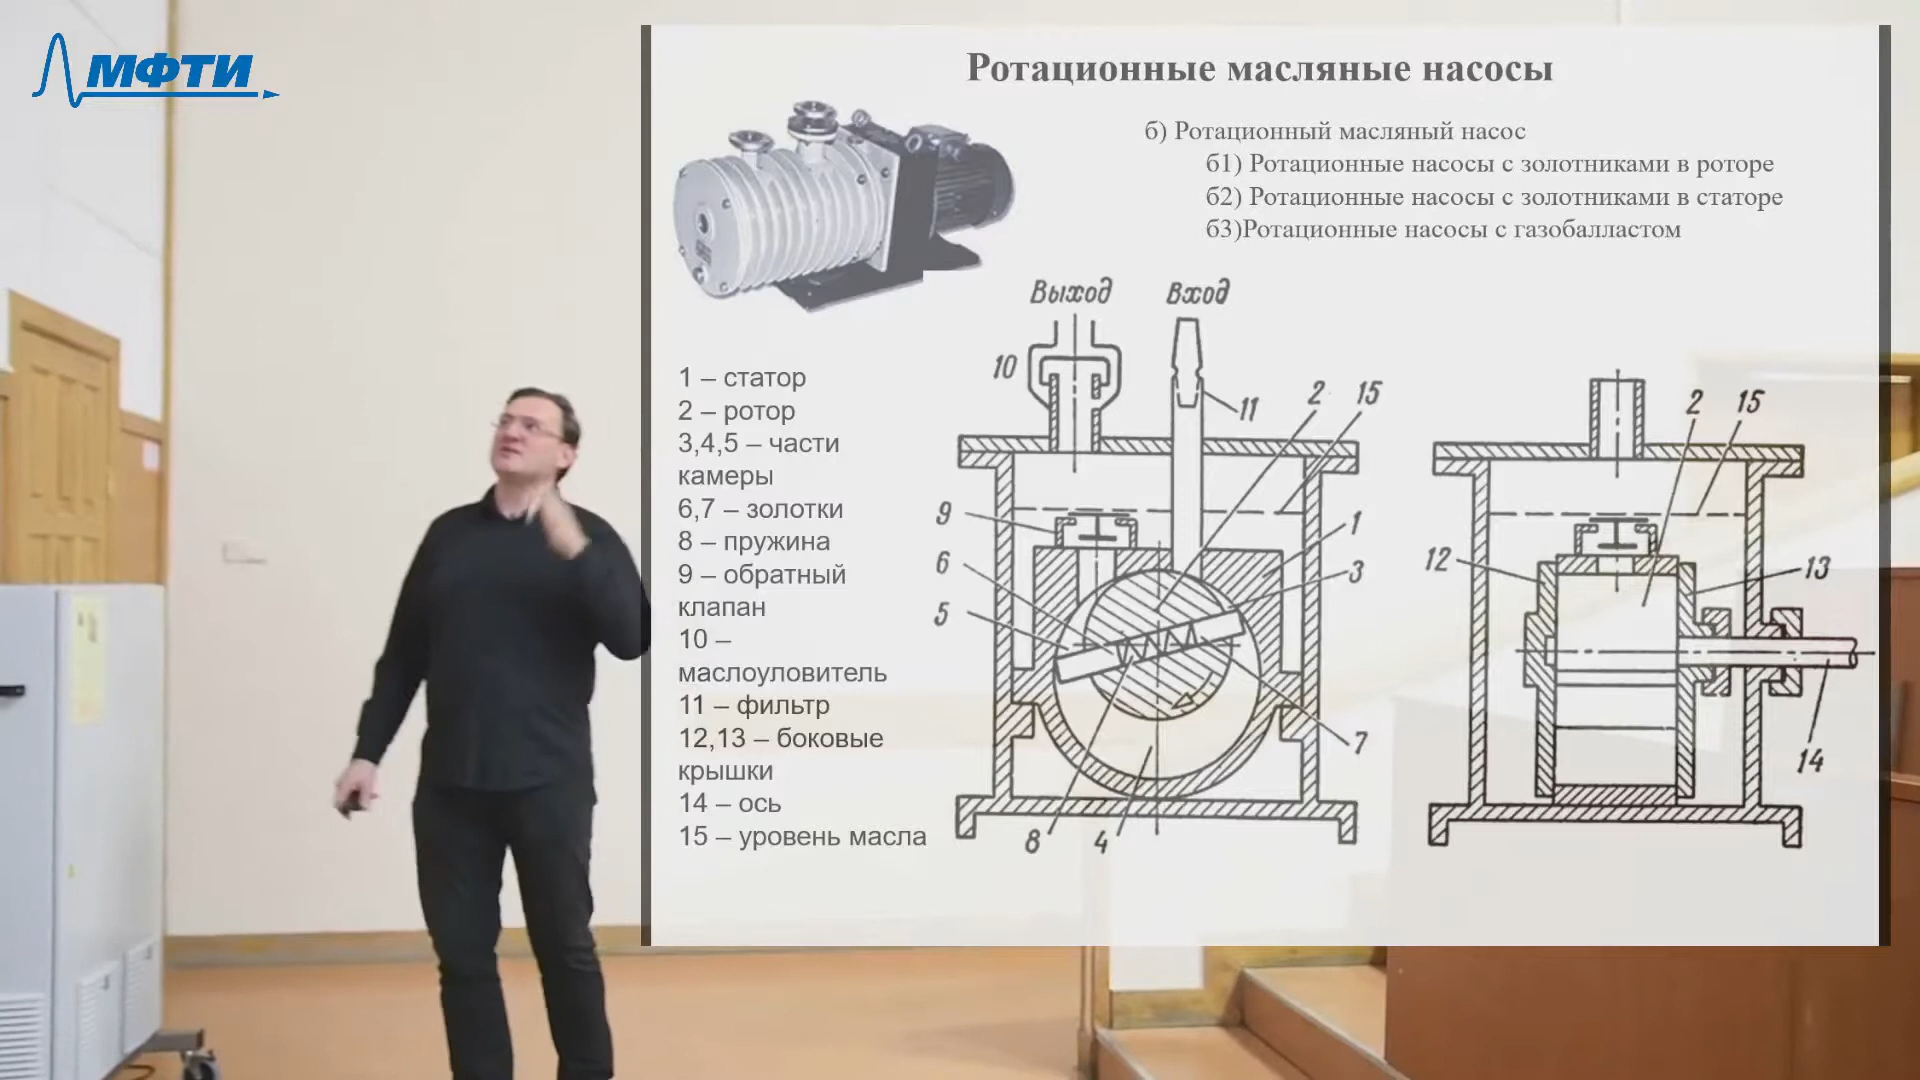 МФТИ
Ротационные масляные насосы
б) Ротационный масляный насос
б1) Ротационные насосы с золотниками в роторе
б2) Ротационные насосы с золотниками в статоре
б3)Ротационные насосы с газобалластом
1 – статор
2 – ротор
3,4,5 – части
камеры
6,7 – золотки
8 – пружина
9 – обратный
клапан
10 –
маслоуловитель
11 – фильтр
12,13 – боковые
крышки
14 – ось
15 – уровень масла
Выход
Вход
10
11
2
15
9
1
6
3
5
7
8
4
2
15
12
13
14